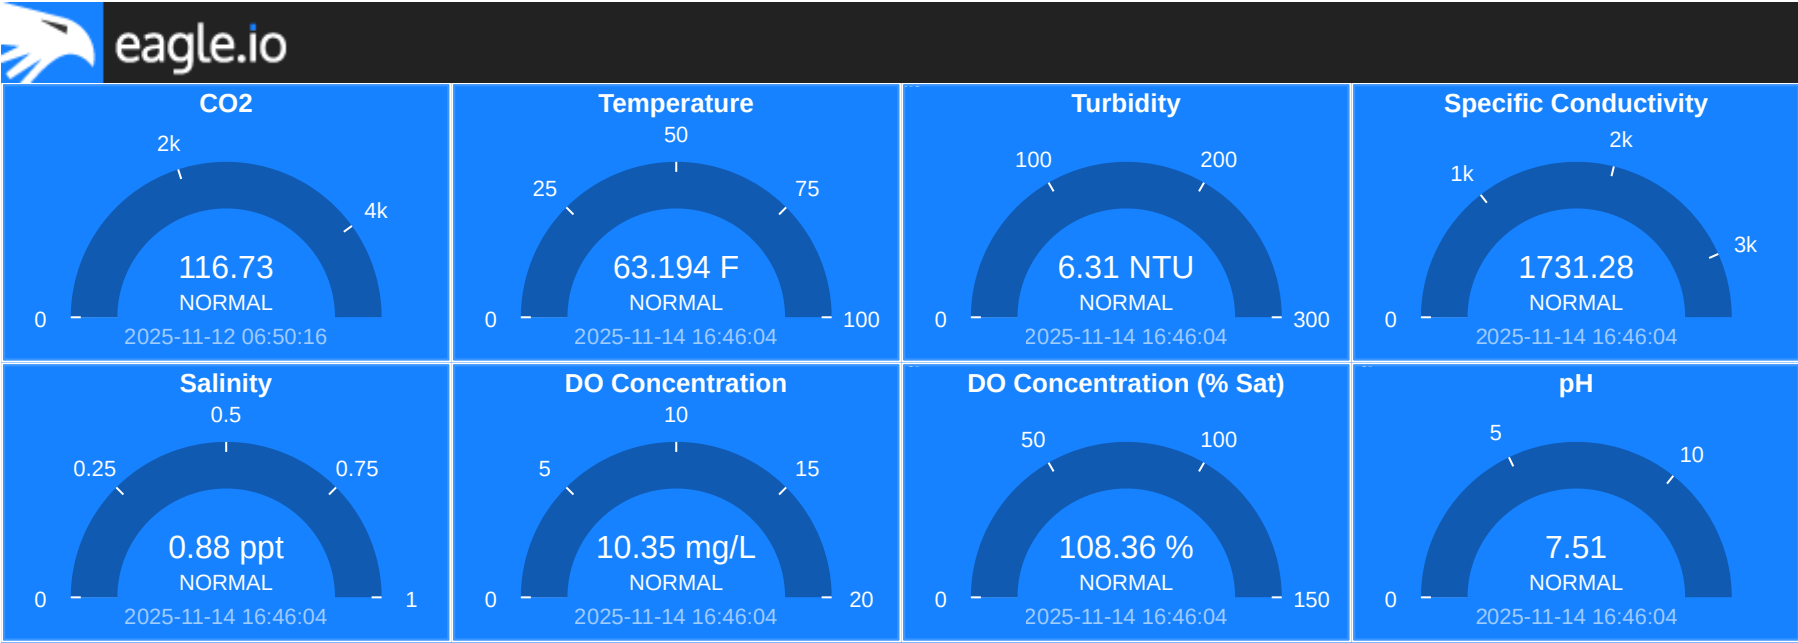 eagle.io
CO2
2k
4k
116.73
NORMAL
0
2025-11-12 06:50:16
Temperature
50
25
75
63.194 F
NORMAL
0
100
2025-11-14 16:46:04
Turbidity
100
200
6.31 NTU
NORMAL
0
300
2025-11-14 16:46:04
Specific Conductivity
2k
1k
3k
1731.28
NORMAL
0
2025-11-14 16:46:04
Salinity
0.5
0.25
0.75
0.88 ppt
NORMAL
0
1
2025-11-14 16:46:04
DO Concentration
10
5
15
10.35 mg/L
NORMAL
0
20
2025-11-14 16:46:04
DO Concentration (% Sat)
50
100
108.36 %
NORMAL
0
150
2025-11-14 16:46:04
pH
5
10
7.51
NORMAL
0
2025-11-14 16:46:04